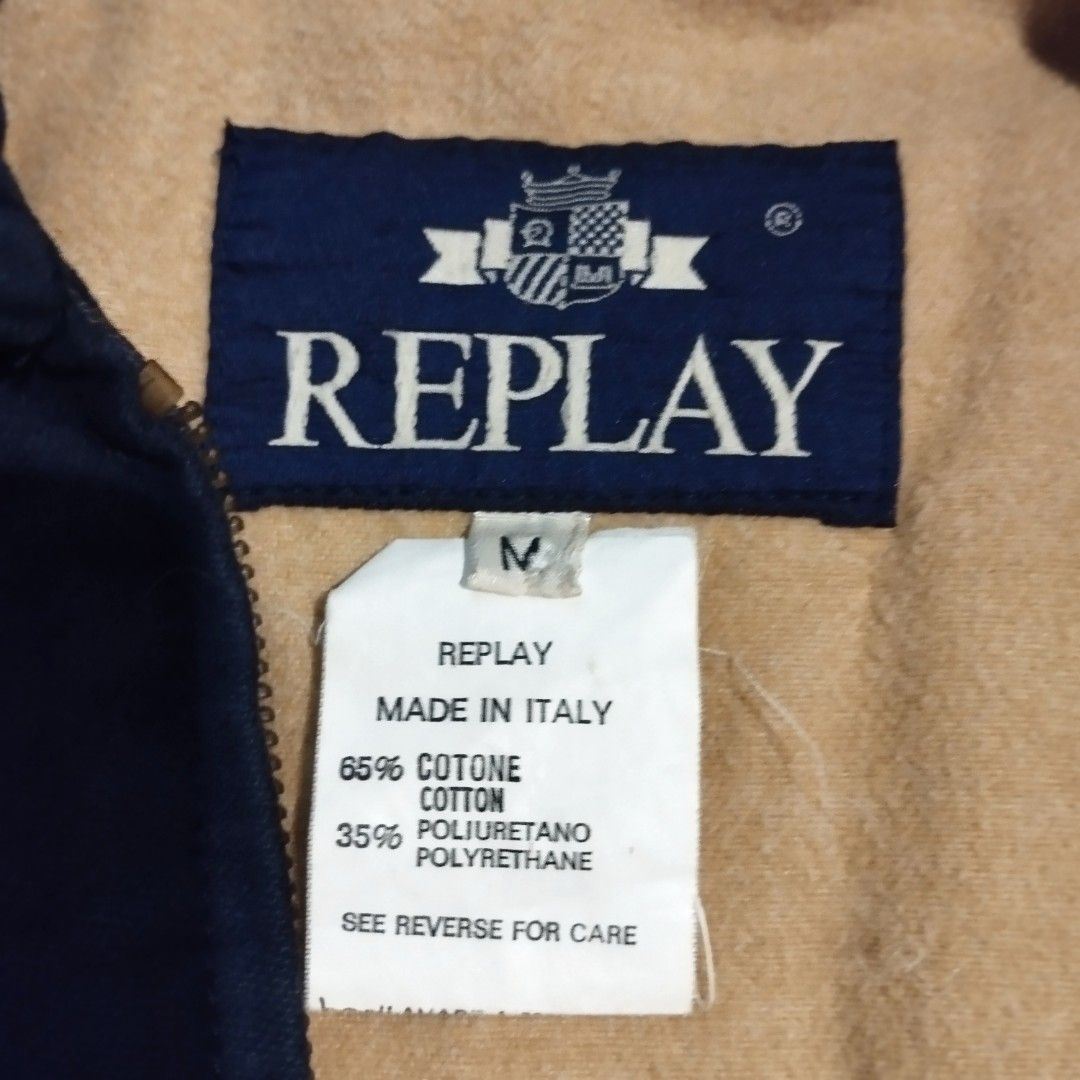 ®
REPLAY
M
REPLAY
MADE IN ITALY
65% COTONE
COTTON
35% POLIURETANO
POLYRETHANE
SEE REVERSE FOR CARE